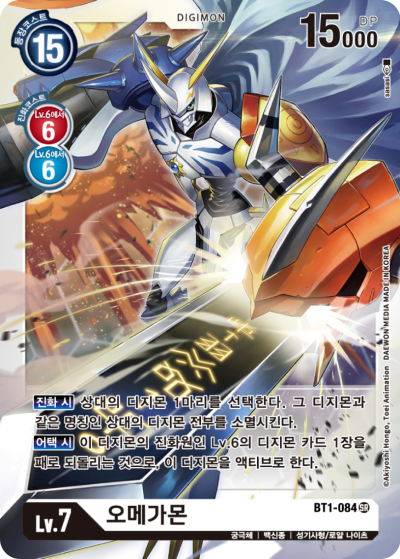 등장코스트
15
DIGIMON
DP
15000
sasasi
진화코스트
Lv.6에서
6
Lv.6에서
6
©Akiyoshi Hongo, Toei Animation DAEWON MEDIA MADE IN KOREA
진화 시 상대의 디지몬 1마리를 선택한다. 그 디지몬과
같은 명칭인 상대의 디지몬 전부를 소멸시킨다.
어택 시 이 디지몬의 진화원인 Lv.6의 디지몬 카드 1장을
패로 되돌리는 것으로, 이 디지몬을 액티브로 한다.
BT1-084 SR
Lv.7 오메가몬
궁극체 | 백신종 | 성기사형/로얄 나이츠